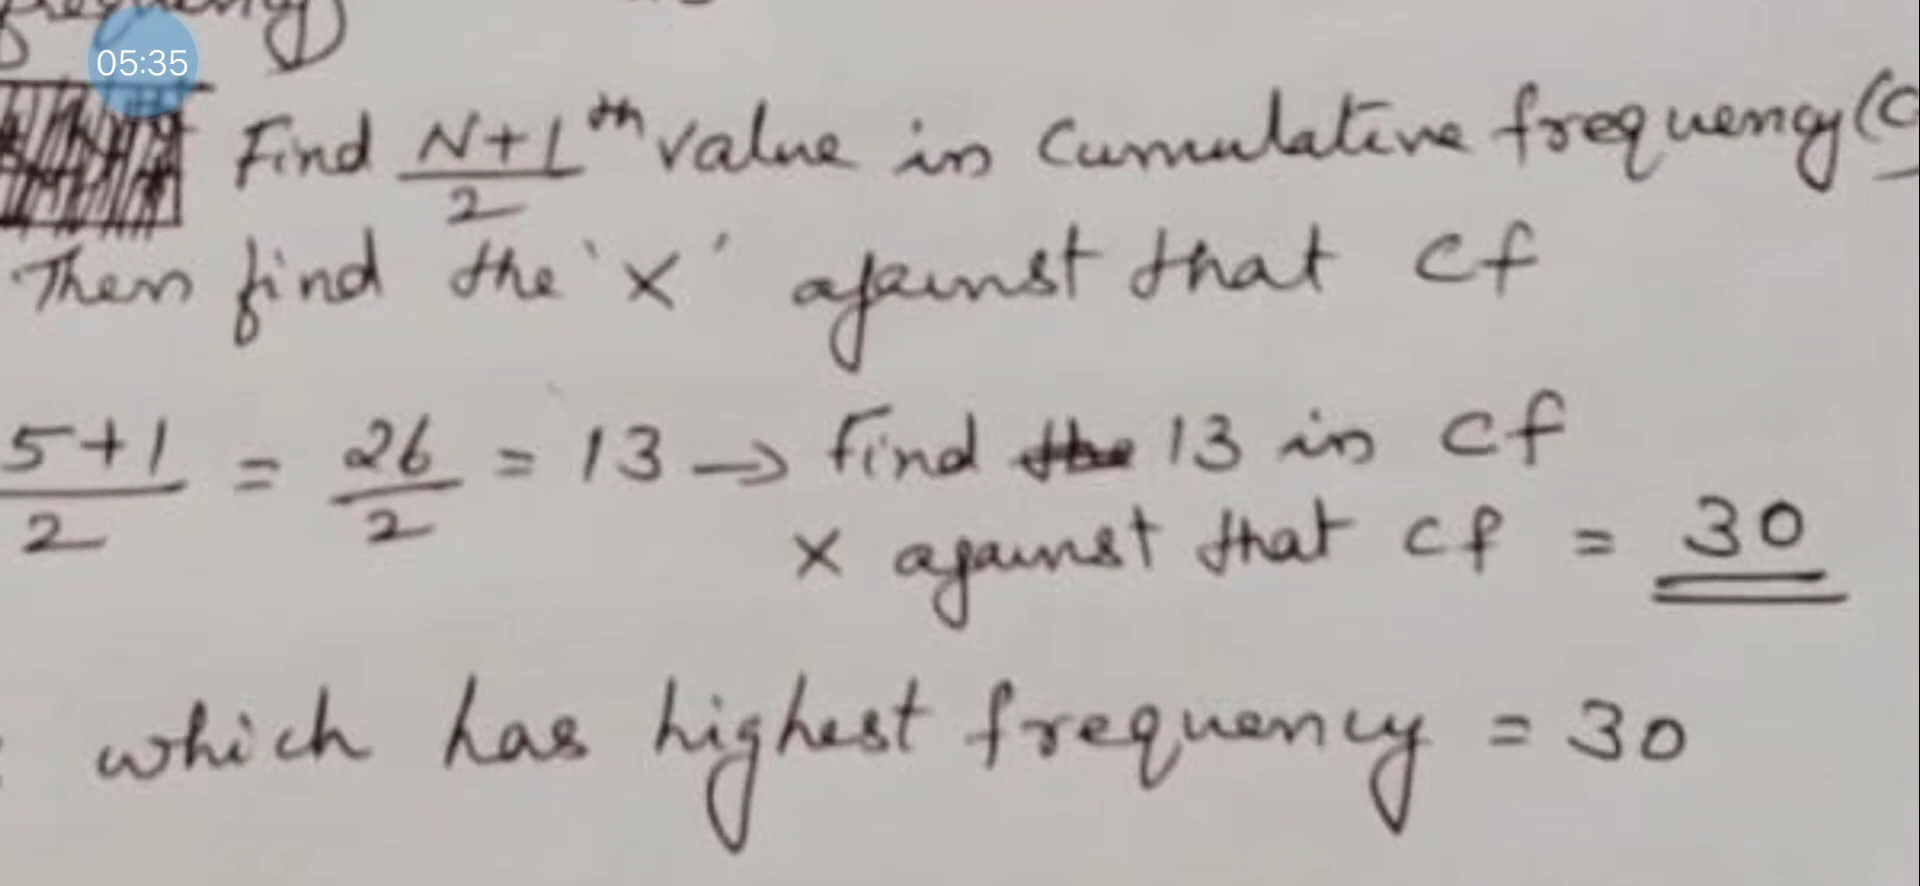 frequency
05:35
Find N+1/2 th value in Cumulative frequency (C
Then find the 'x' against that cf
5+1/2 = 26/2 = 13 → find the 13 in cf
x against that cf = 30
which has highest frequency = 30